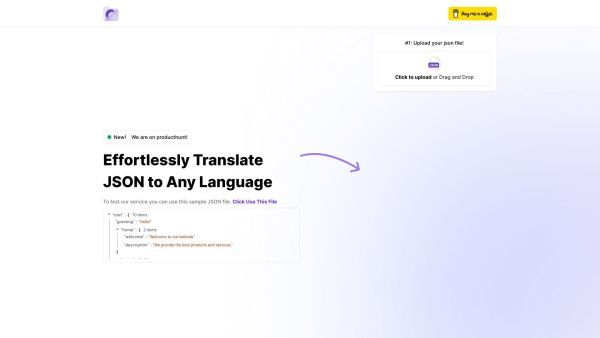 Buy me a coffee
#1: Upload your json file!
JSON
Click to upload or Drag and Drop
New! We are on producthunt!
Effortlessly Translate
JSON to Any Language
To test our service you can use this sample JSON file. Click Use This File
"root" : { 10 items
"greeting" : "Hello"
"home" : { 2 items
"welcome" : "Welcome to our website."
"description" : "We provide the best products and services."
}